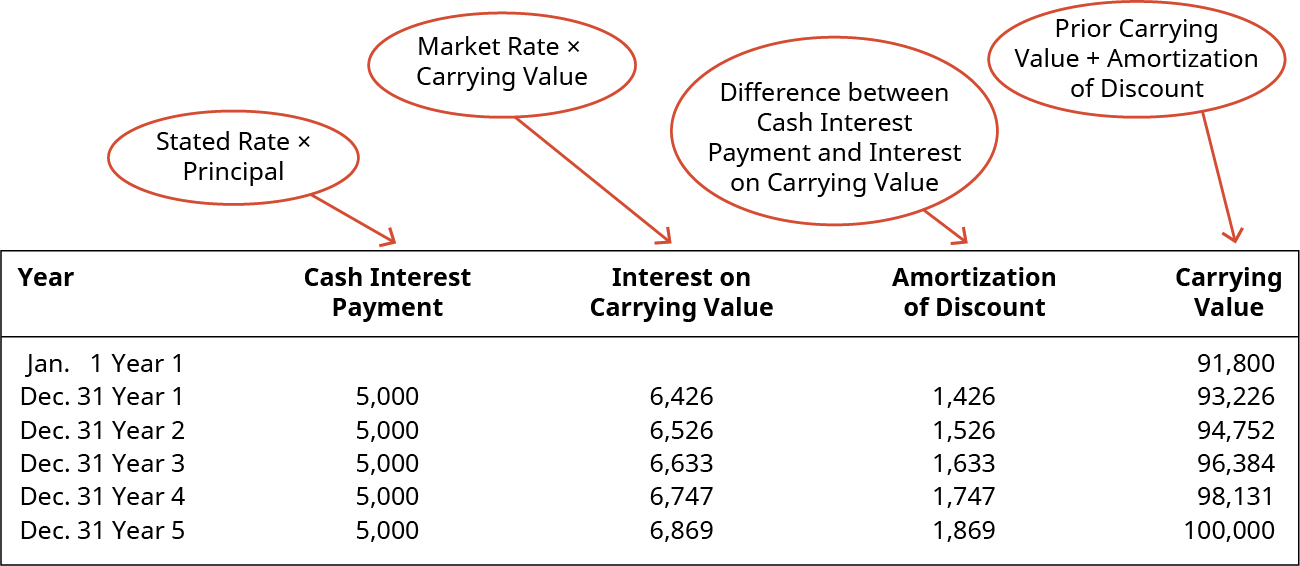 Prior Carrying
Value + Amortization
of Discount
Market Rate ×
Carrying Value
Difference between
Cash Interest
Payment and Interest
on Carrying Value
Stated Rate ×
Principal
Year Cash Interest Payment Interest on Carrying Value Amortization of Discount Carrying Value
Jan. 1 Year 1 91,800
Dec. 31 Year 1 5,000 6,426 1,426 93,226
Dec. 31 Year 2 5,000 6,526 1,526 94,752
Dec. 31 Year 3 5,000 6,633 1,633 96,384
Dec. 31 Year 4 5,000 6,747 1,747 98,131
Dec. 31 Year 5 5,000 6,869 1,869 100,000